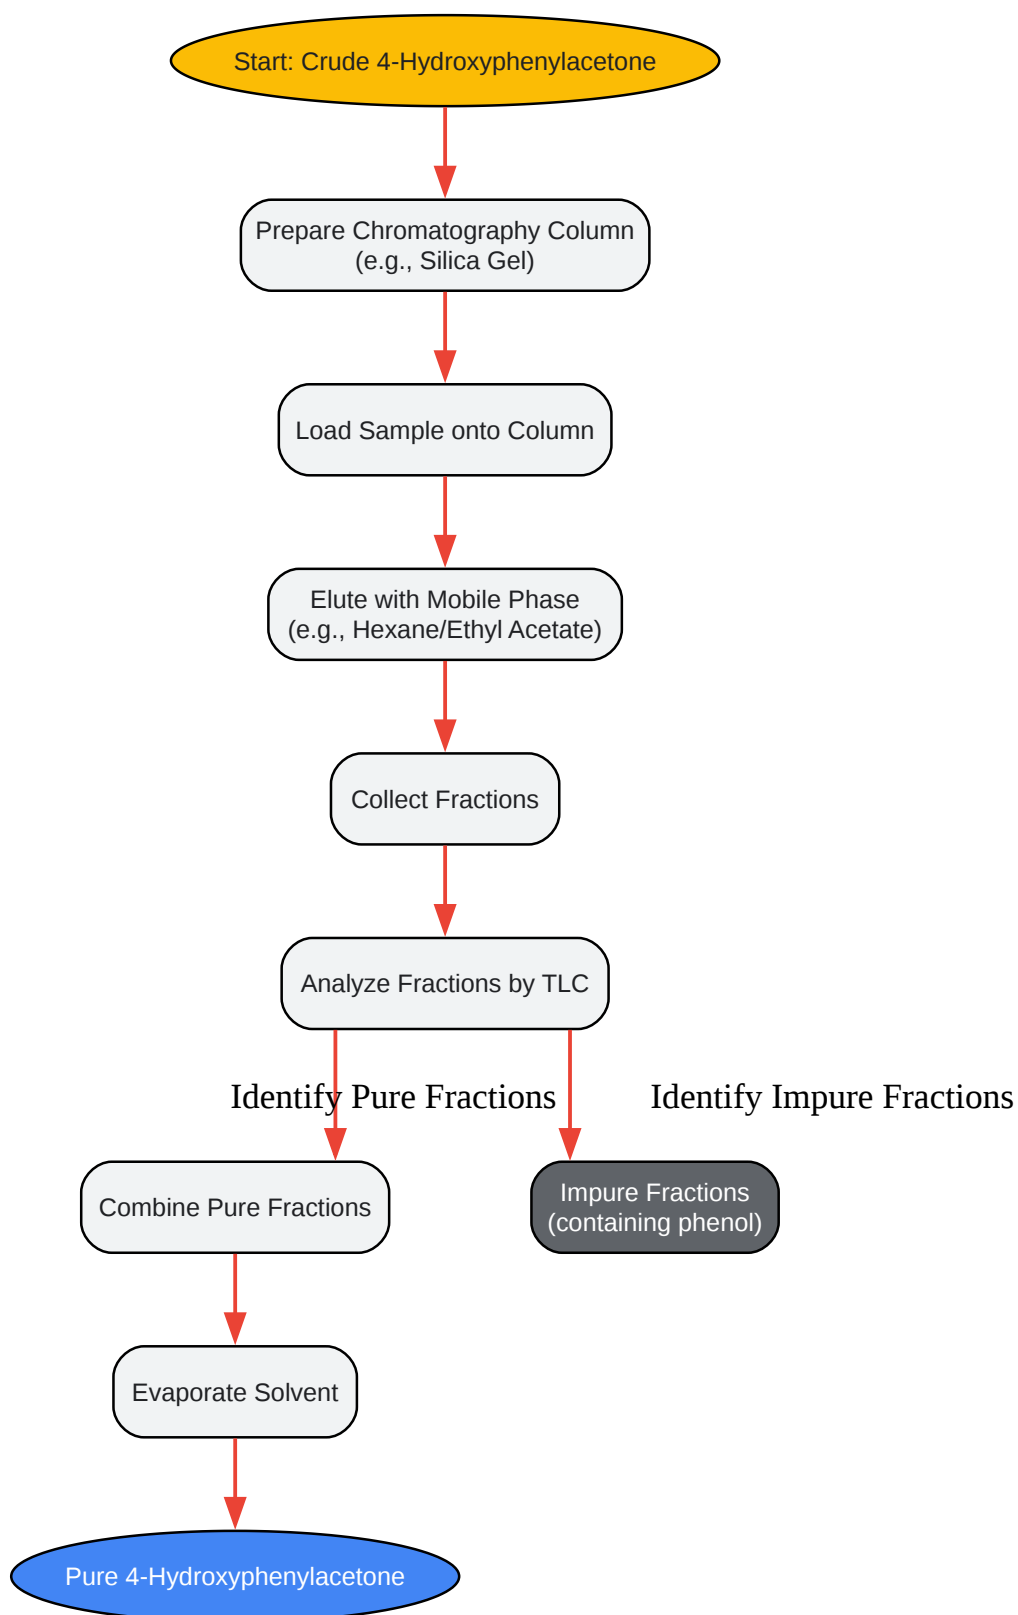 Start: Crude 4-Hydroxyphenylacetone
Prepare Chromatography Column
(e.g., Silica Gel)
Load Sample onto Column
Elute with Mobile Phase
(e.g., Hexane/Ethyl Acetate)
Collect Fractions
Analyze Fractions by TLC
Identify Pure Fractions
Identify Impure Fractions
Combine Pure Fractions
Impure Fractions
(containing phenol)
Evaporate Solvent
Pure 4-Hydroxyphenylacetone